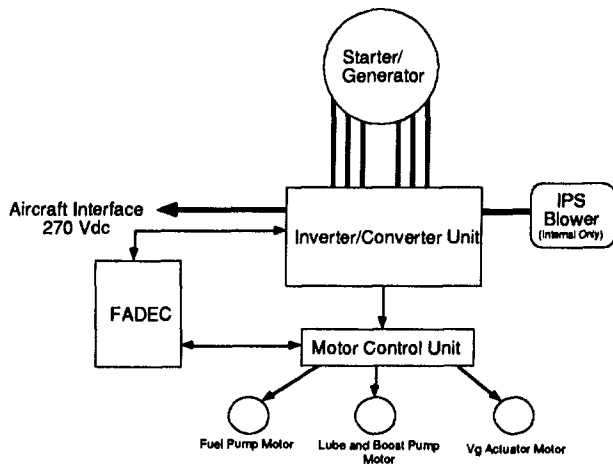 Starter/
Generator
Aircraft Interface
270 Vdc
Inverter/Converter Unit
IPS
Blower
(Internal Only)
FADEC
Motor Control Unit
Fuel Pump Motor
Lube and Boost Pump
Motor
Vg Actuator Motor